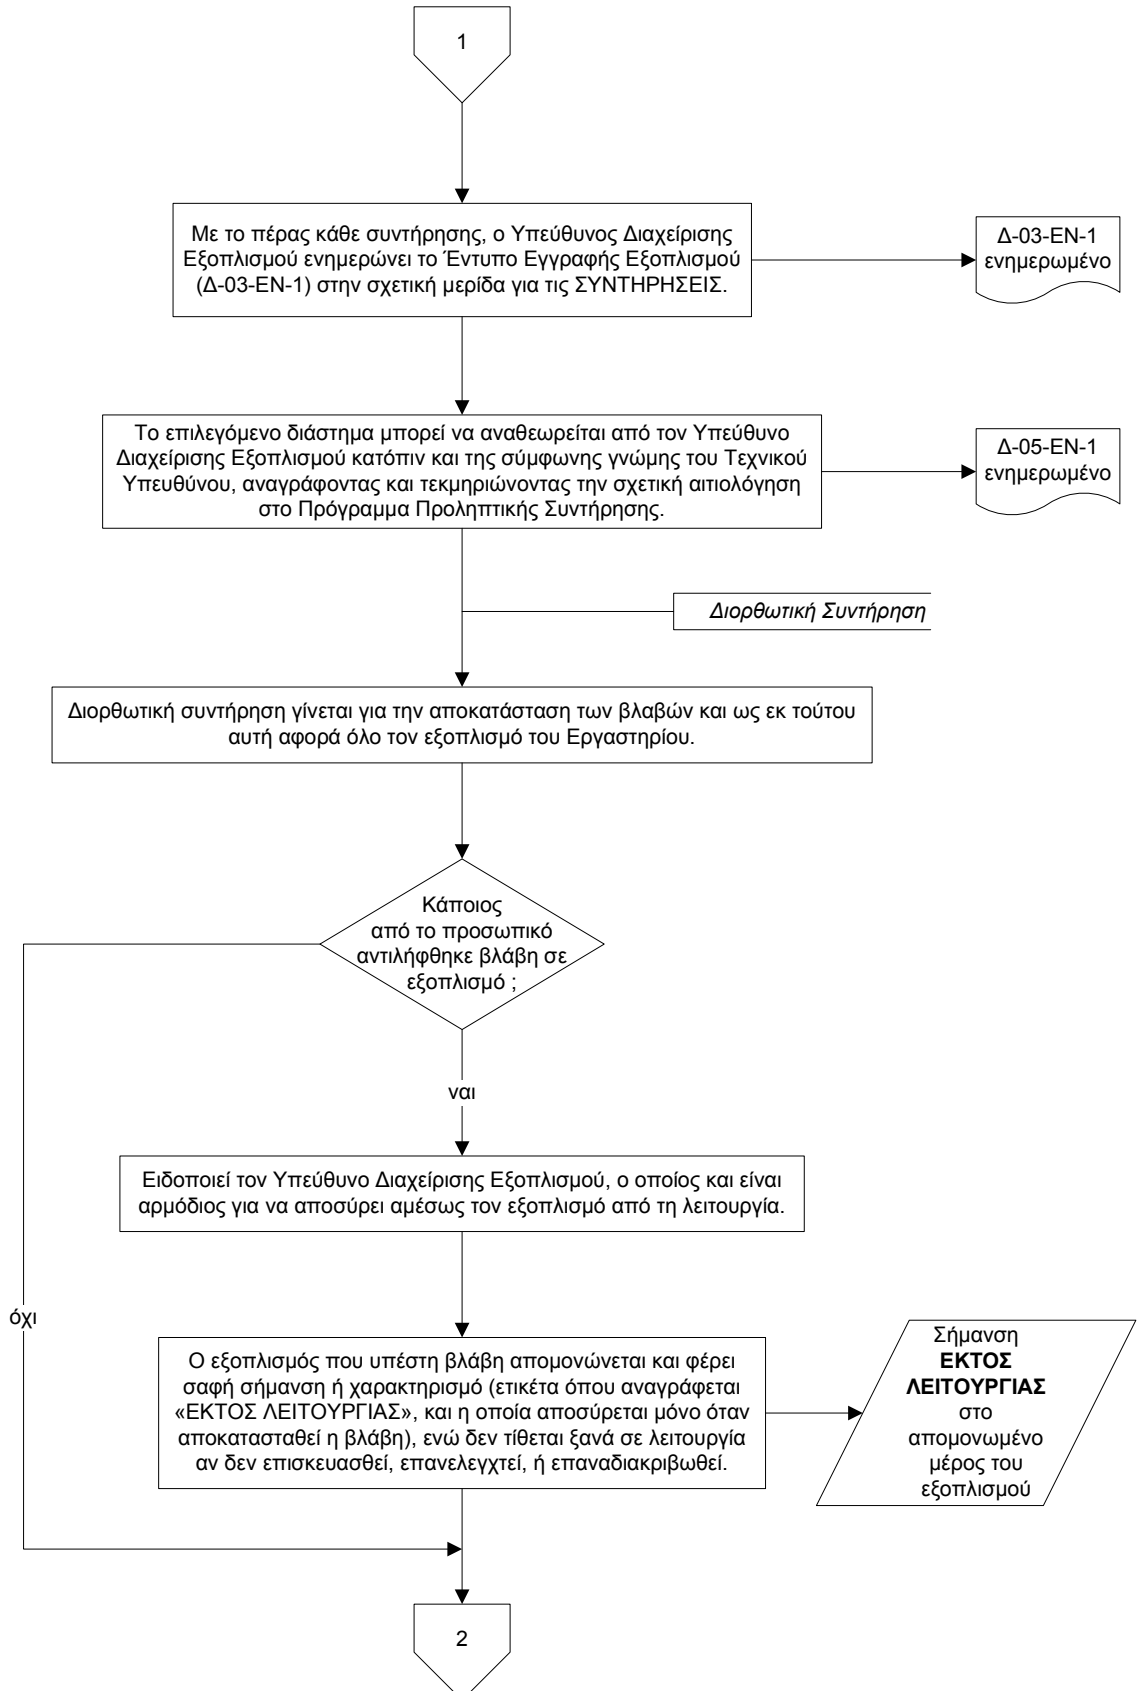 1
Με το πέρας κάθε συντήρησης, ο Υπεύθυνος Διαχείρισης
Εξοπλισμού ενημερώνει το Έντυπο Εγγραφής Εξοπλισμού
(Δ-03-ΕΝ-1) στην σχετική μερίδα για τις ΣΥΝΤΗΡΗΣΕΙΣ.
Δ-03-ΕΝ-1
ενημερωμένο
Το επιλεγόμενο διάστημα μπορεί να αναθεωρείται από τον Υπεύθυνο
Διαχείρισης Εξοπλισμού κατόπιν και της σύμφωνης γνώμης του Τεχνικού
Υπευθύνου, αναγράφοντας και τεκμηριώνοντας την σχετική αιτιολόγηση
στο Πρόγραμμα Προληπτικής Συντήρησης.
Δ-05-ΕΝ-1
ενημερωμένο
Διορθωτική Συντήρηση
Διορθωτική συντήρηση γίνεται για την αποκατάσταση των βλαβών και ως εκ τούτου
αυτή αφορά όλο τον εξοπλισμό του Εργαστηρίου.
Κάποιος
από το προσωπικό
αντιλήφθηκε βλάβη σε
εξοπλισμό ;
ναι
Ειδοποιεί τον Υπεύθυνο Διαχείρισης Εξοπλισμού, ο οποίος και είναι
αρμόδιος για να αποσύρει αμέσως τον εξοπλισμό από τη λειτουργία.
όχι
Ο εξοπλισμός που υπέστη βλάβη απομονώνεται και φέρει
σαφή σήμανση ή χαρακτηρισμό (ετικέτα όπου αναγράφεται
«ΕΚΤΟΣ ΛΕΙΤΟΥΡΓΙΑΣ», και η οποία αποσύρεται μόνο όταν
αποκατασταθεί η βλάβη), ενώ δεν τίθεται ξανά σε λειτουργία
αν δεν επισκευασθεί, επανελεγχτεί, ή επαναδιακριβωθεί.
Σήμανση
ΕΚΤΟΣ
ΛΕΙΤΟΥΡΓΙΑΣ
στο
απομονωμένο
μέρος του
εξοπλισμού
2